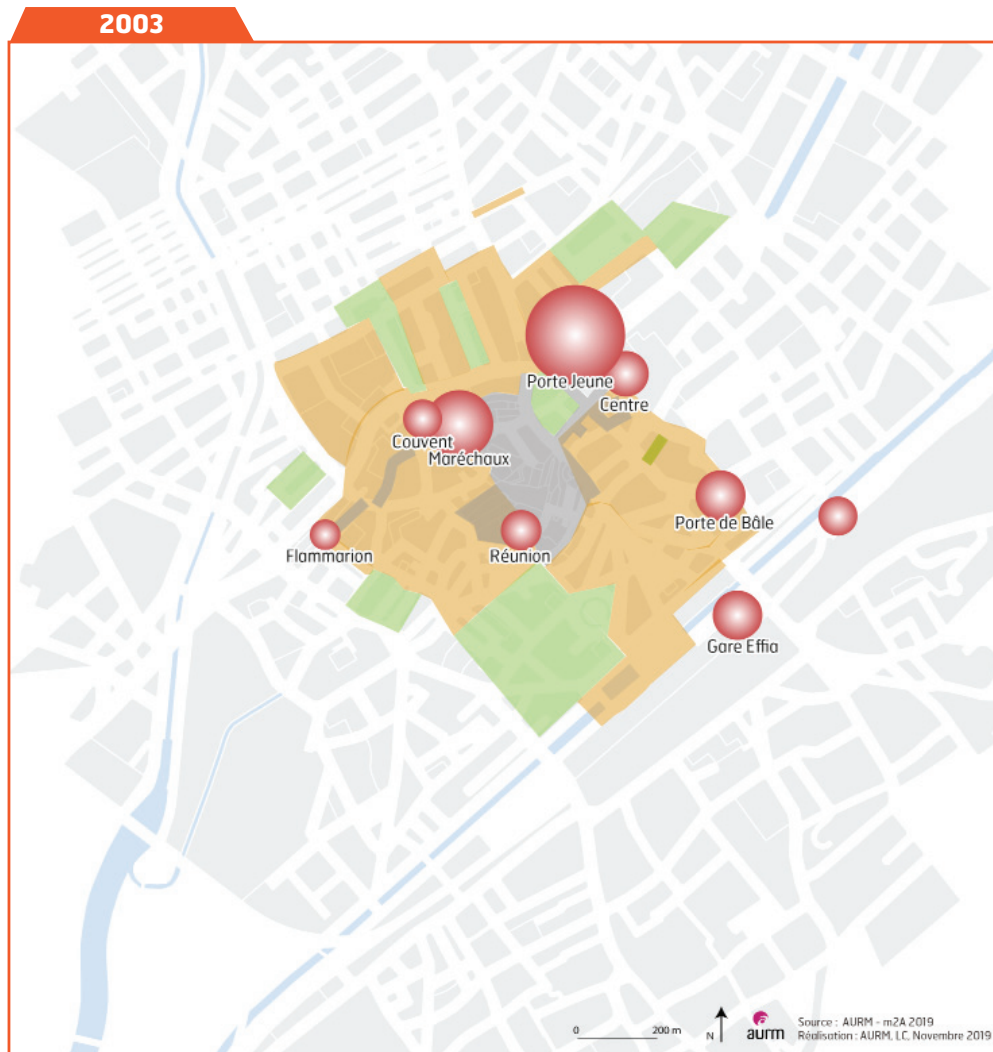 2003
Porte Jeune
Centre
Couvent
Maréchaux
Porte de Bâle
Flammarion
Réunion
Gare Effia
0 200 m
N
aurm
Source : AURM - m2A 2019
Réalisation : AURM, LC, Novembre 2019